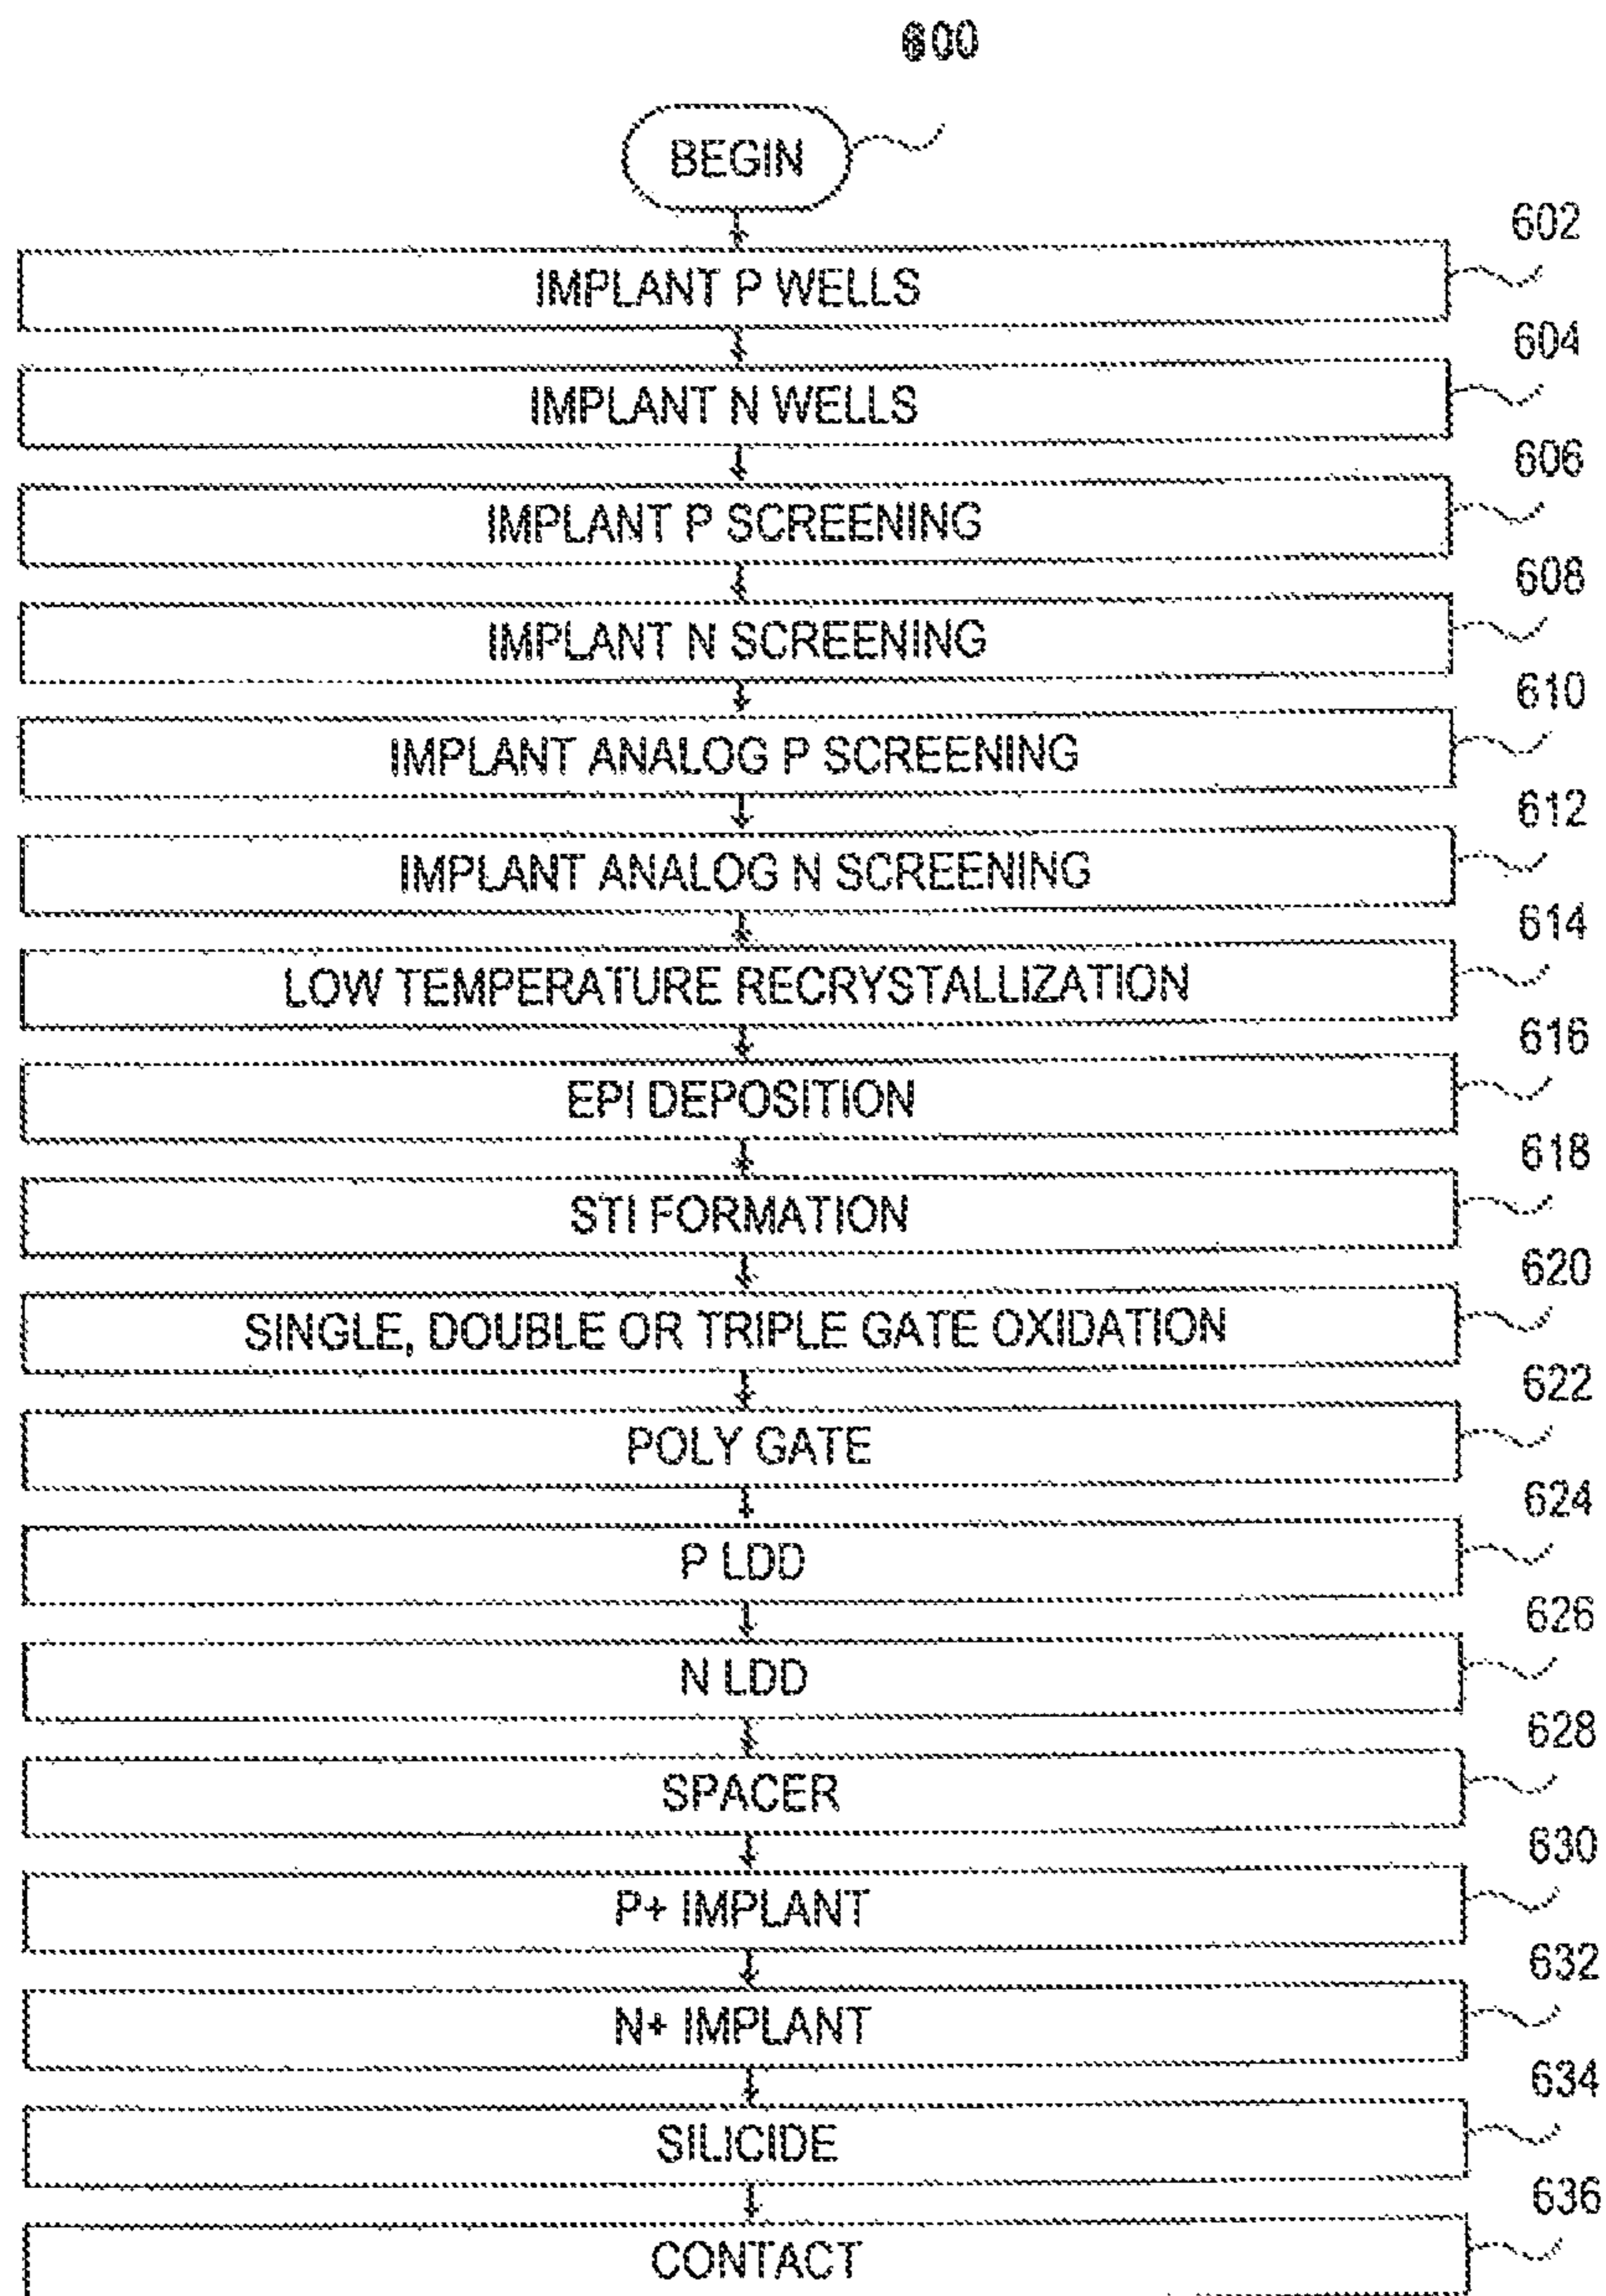 600
BEGIN
602
IMPLANT P WELLS
604
IMPLANT N WELLS
606
IMPLANT P SCREENING
608
IMPLANT N SCREENING
610
IMPLANT ANALOG P SCREENING
612
IMPLANT ANALOG N SCREENING
614
LOW TEMPERATURE RECRYSTALLIZATION
616
EPI DEPOSITION
618
STI FORMATION
620
SINGLE, DOUBLE OR TRIPLE GATE OXIDATION
622
POLY GATE
624
P LDD
626
N LDD
628
SPACER
630
P+ IMPLANT
632
N+ IMPLANT
634
SILICIDE
636
CONTACT